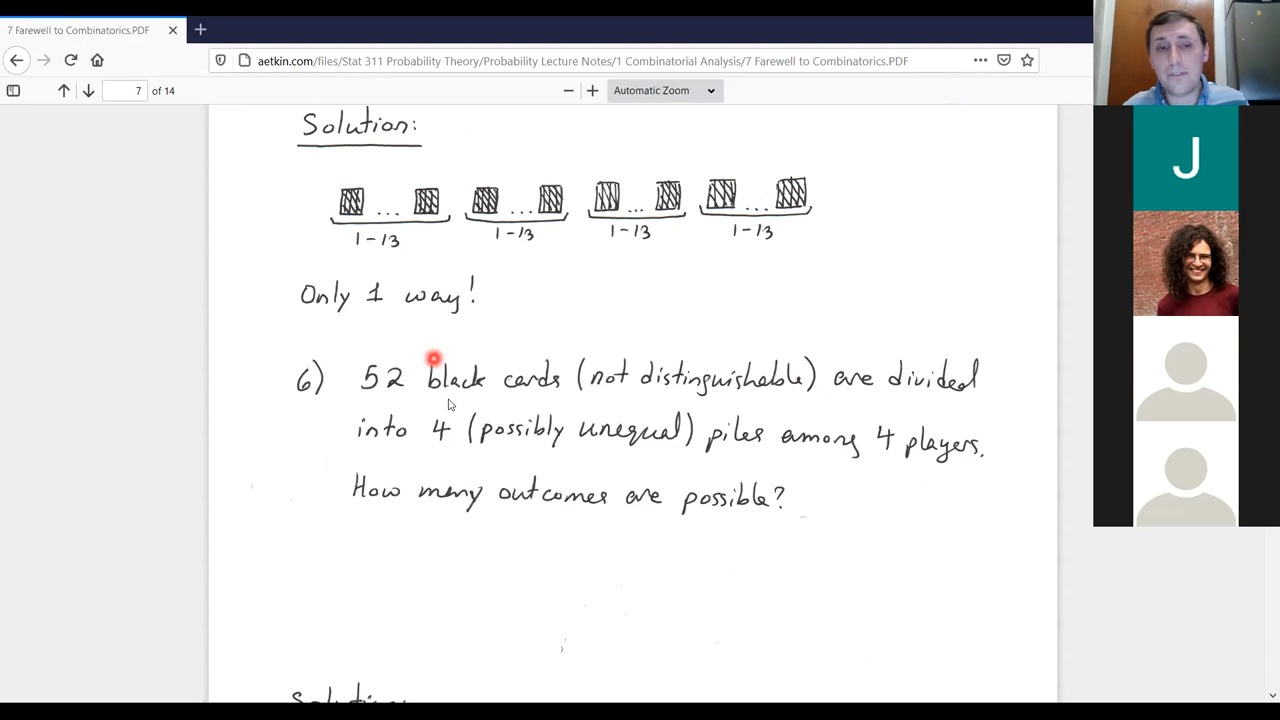 7 Farewell to Combinatorics.PDF
aetkin.com/files/Stat 311 Probability Theory/Probability Lecture Notes/1 Combinatorial Analysis/7 Farewell to Combinatorics.PDF
7 of 14
Automatic Zoom
J
Solution:
... ... ... ...
1-13 1-13 1-13 1-13
Only 1 way!
6) 52 black cards (not distinguishable) are divided
into 4 (possibly unequal) piles among 4 players.
How many outcomes are possible?
Solution: